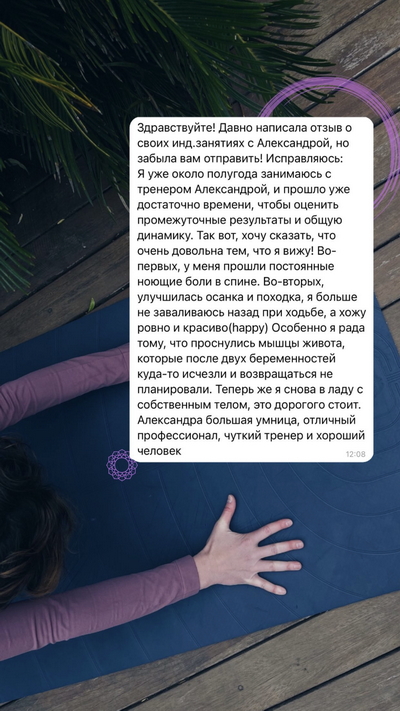 Здравствуйте! Давно написала отзыв о
своих инд.занятиях с Александрой, но
забыла вам отправить! Исправляюсь:
Я уже около полугода занимаюсь с
тренером Александрой, и прошло уже
достаточно времени, чтобы оценить
промежуточные результаты и общую
динамику. Так вот, хочу сказать, что
очень довольна тем, что я вижу! Во-
первых, у меня прошли постоянные
ноющие боли в спине. Во-вторых,
улучшилась осанка и походка, я больше
не заваливаюсь назад при ходьбе, а хожу
ровно и красиво(happy) Особенно я рада
тому, что проснулись мышцы живота,
которые после двух беременностей
куда-то исчезли и возвращаться не
планировали. Теперь же я снова в ладу с
собственным телом, это дорогого стоит.
Александра большая умница, отличный
профессионал, чуткий тренер и хороший
человек
12:08